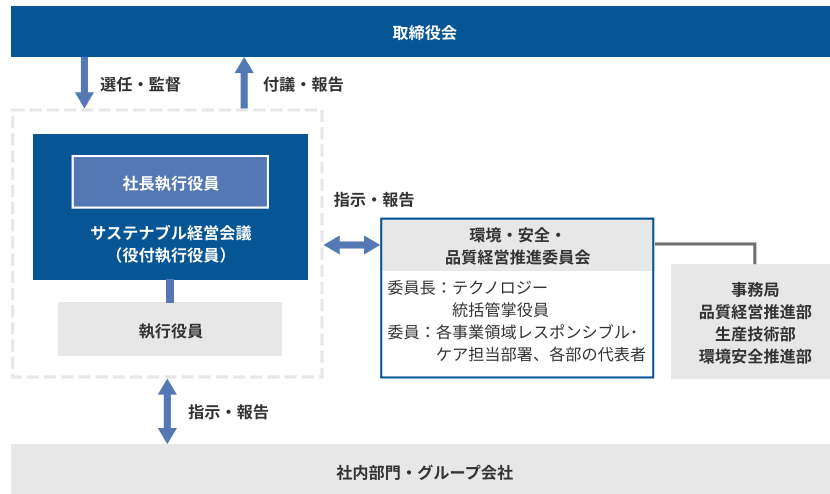 取締役会
選任・監督
付議・報告
社長執行役員
サステナブル経営会議
（役付執行役員）
執行役員
指示・報告
環境・安全・
品質経営推進委員会
委員長：テクノロジー
統括管掌役員
委員：各事業領域レスポンシブル・
ケア担当部署、各部の代表者
事務局
品質経営推進部
生産技術部
環境安全推進部
指示・報告
社内部門・グループ会社